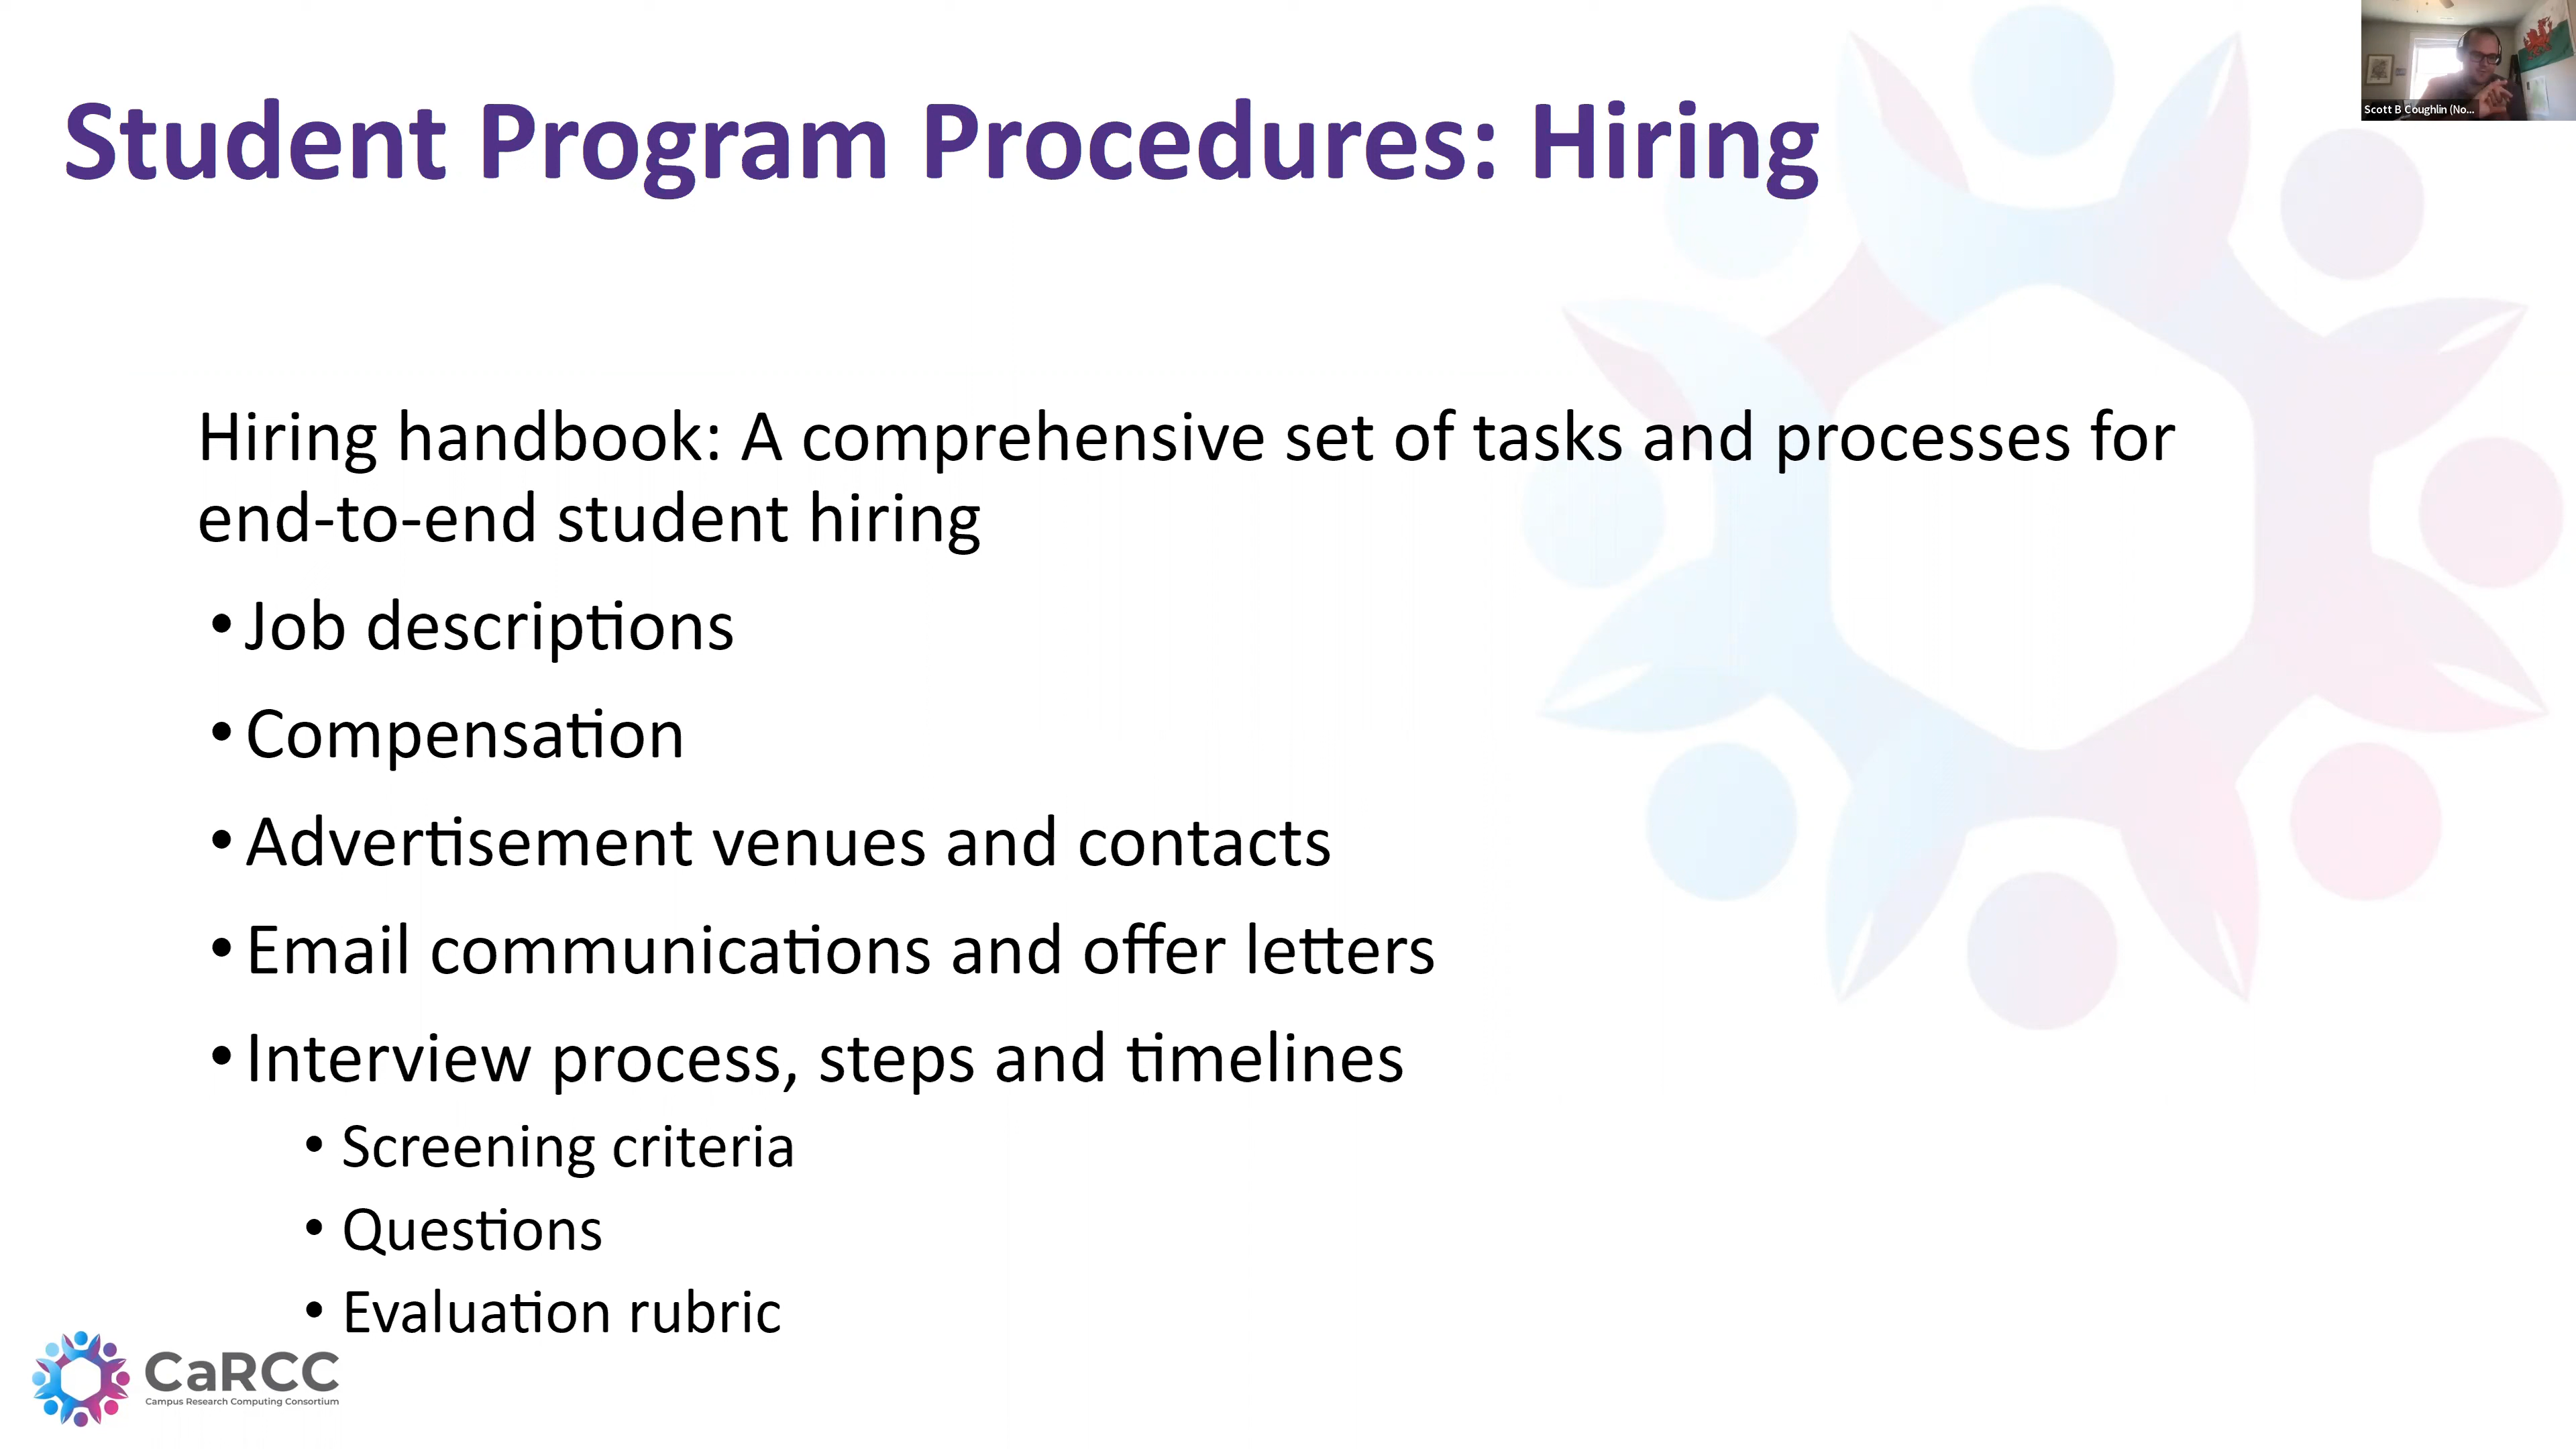 Student Program Procedures: Hiring
Scott B Coughlin (No...
Hiring handbook: A comprehensive set of tasks and processes for
end-to-end student hiring
• Job descriptions
• Compensation
• Advertisement venues and contacts
• Email communications and offer letters
• Interview process, steps and timelines
• Screening criteria
• Questions
• Evaluation rubric
CaRCC
Campus Research Computing Consortium